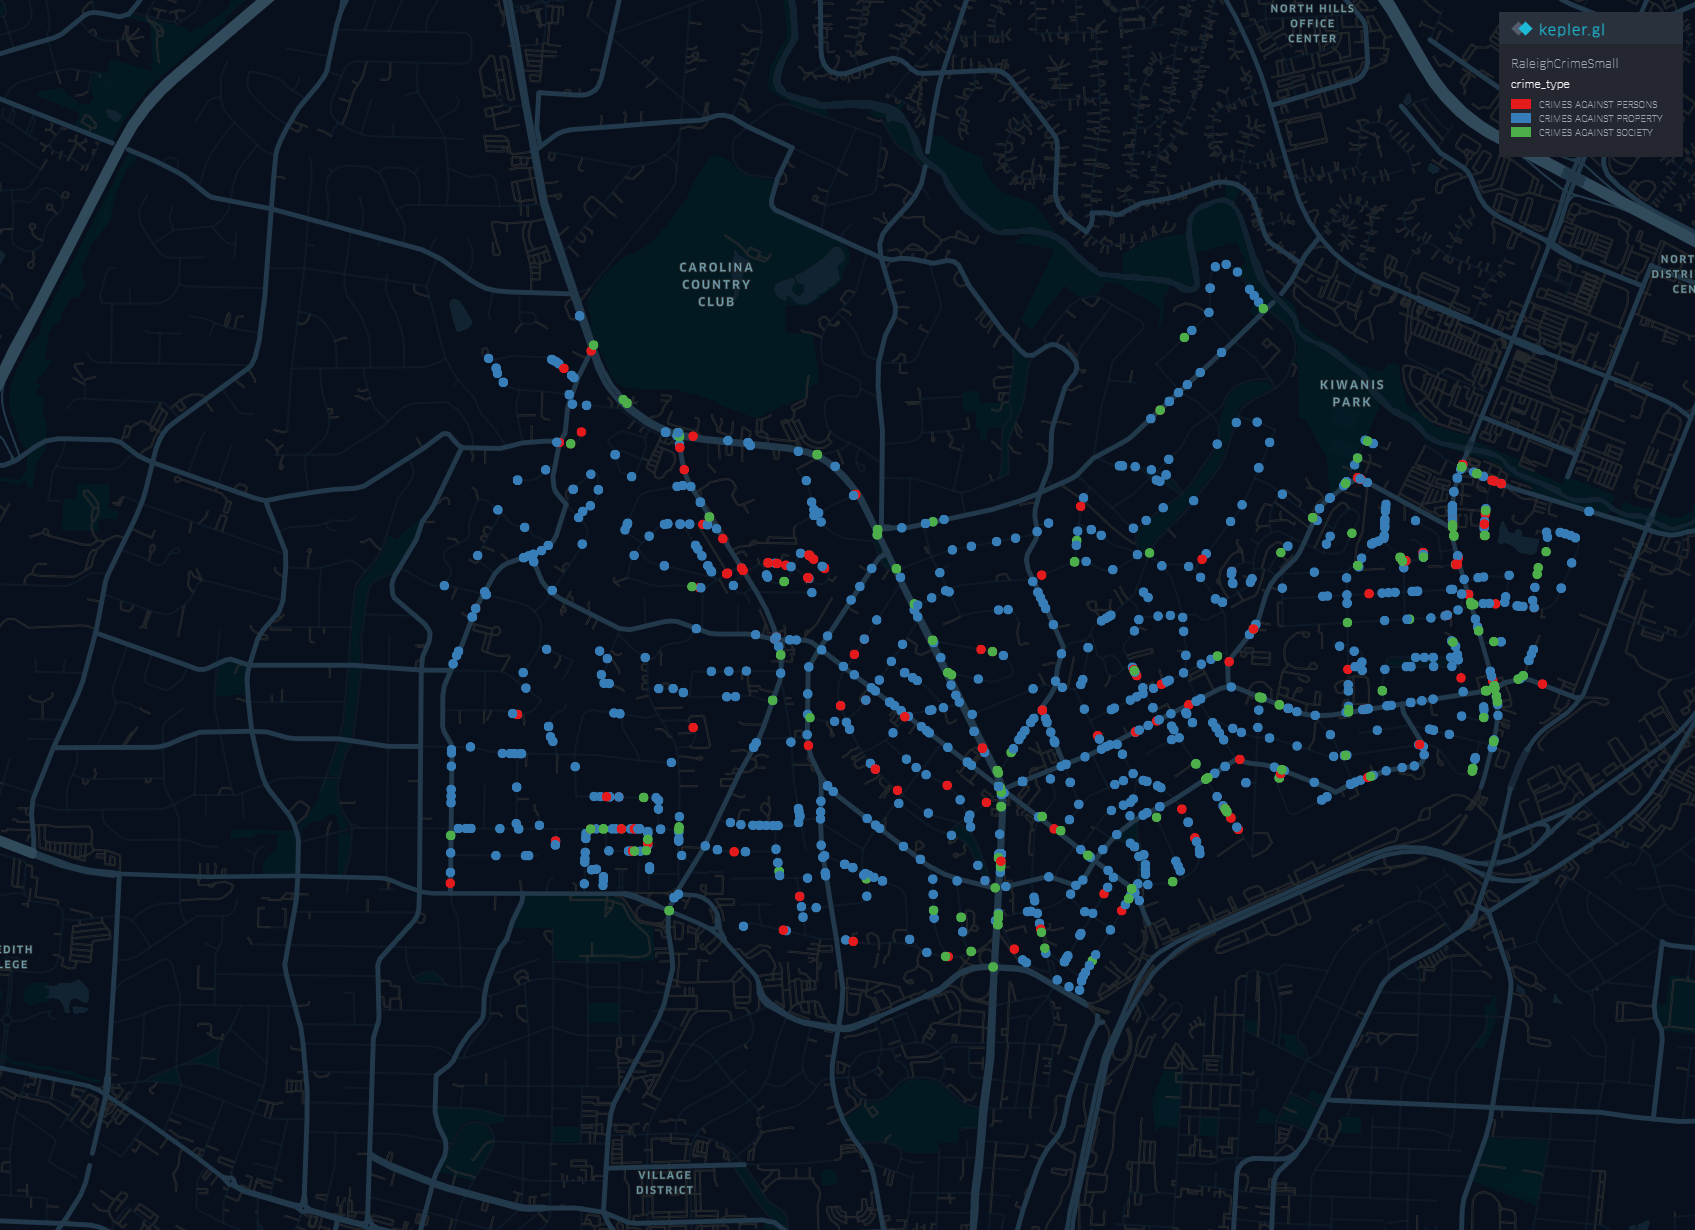 NORTH HILLS
OFFICE
CENTER
kepler.gl
RaleighCrimeSmall
crime_type
CRIMES AGAINST PERSONS
CRIMES AGAINST PROPERTY
CRIMES AGAINST SOCIETY
CAROLINA
COUNTRY
CLUB
NORT
DISTRI
CEN
KIWANIS
PARK
EDITH
LEGE
VILLAGE
DISTRICT